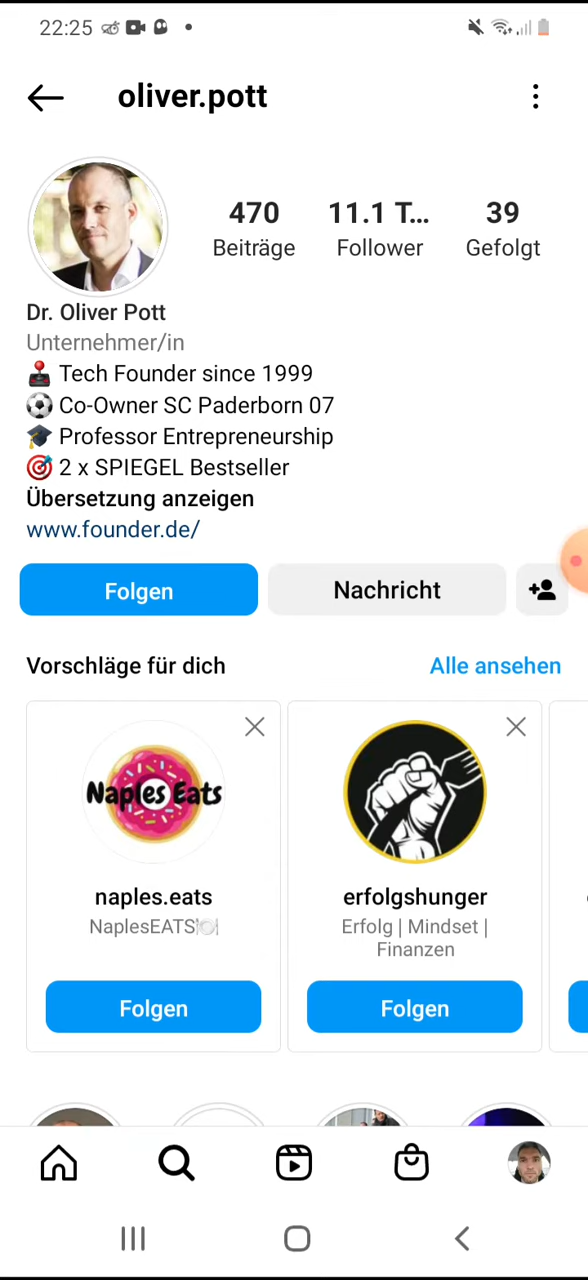 22:25
oliver.pott
470 11.1 T... 39
Beiträge Follower Gefolgt
Dr. Oliver Pott
Unternehmer/in
🕹️ Tech Founder since 1999
⚽ Co-Owner SC Paderborn 07
🎓 Professor Entrepreneurship
🎯 2 x SPIEGEL Bestseller
Übersetzung anzeigen
www.founder.de/
Folgen Nachricht
Vorschläge für dich Alle ansehen
Naples Eats
naples.eats
NaplesEATS🍽️
Folgen
erfolgshunger
Erfolg | Mindset |
Finanzen
Folgen